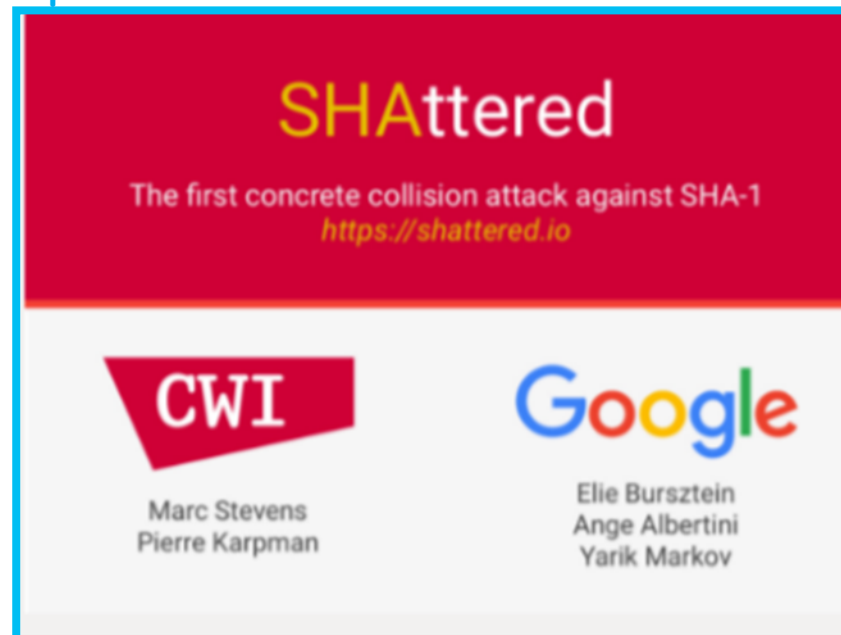 SHAttered
The first concrete collision attack against SHA-1
https://shattered.io
CWI
Marc Stevens
Pierre Karpman
Google
Elie Bursztein
Ange Albertini
Yarik Markov